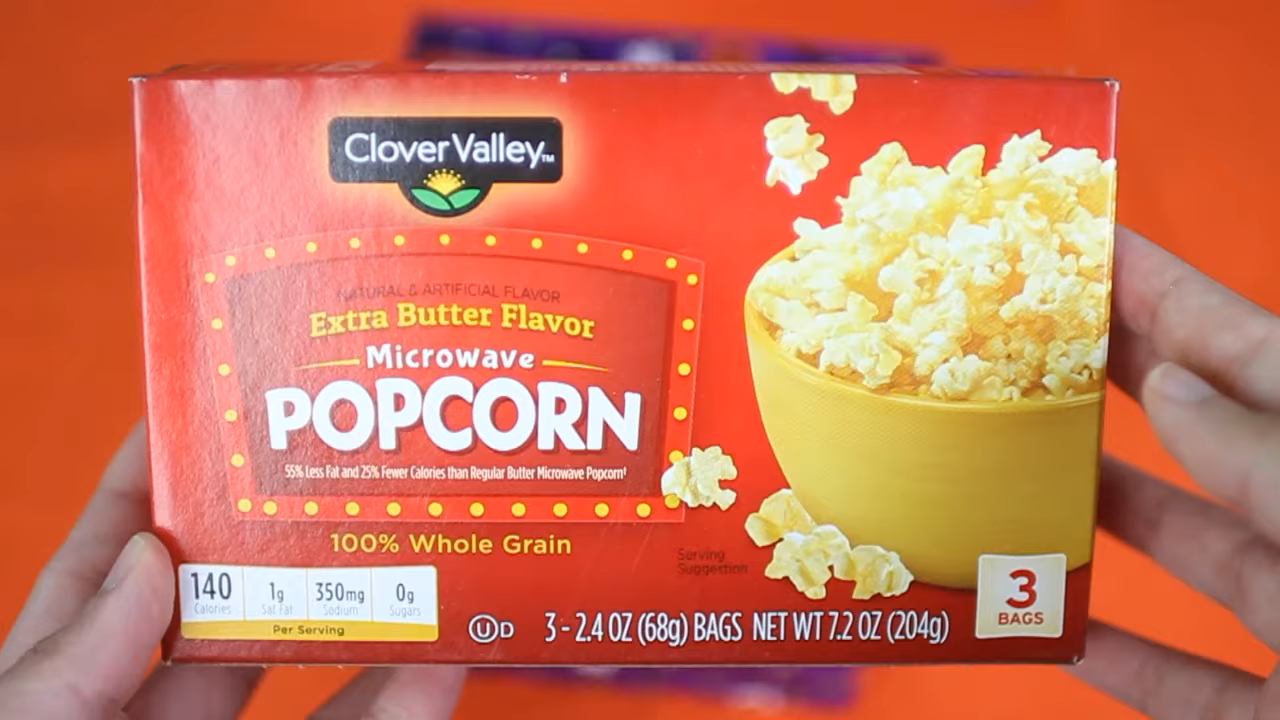 Clover Valley™
NATURAL & ARTIFICIAL FLAVOR
Extra Butter Flavor
Microwave
POPCORN
55% Less Fat and 25% Fewer Calories than Regular Butter Microwave Popcorn†
100% Whole Grain
Serving
Suggestion
140 1g 350mg 0g
Calories Sat Fat Sodium Sugars
Per Serving
U D 3 - 2.4 OZ (68g) BAGS NET WT 7.2 OZ (204g)
3
BAGS